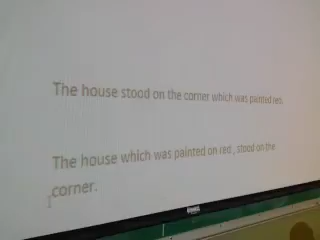 The house stood on the corner which was painted red.
The house which was painted on red , stood on the
corner.